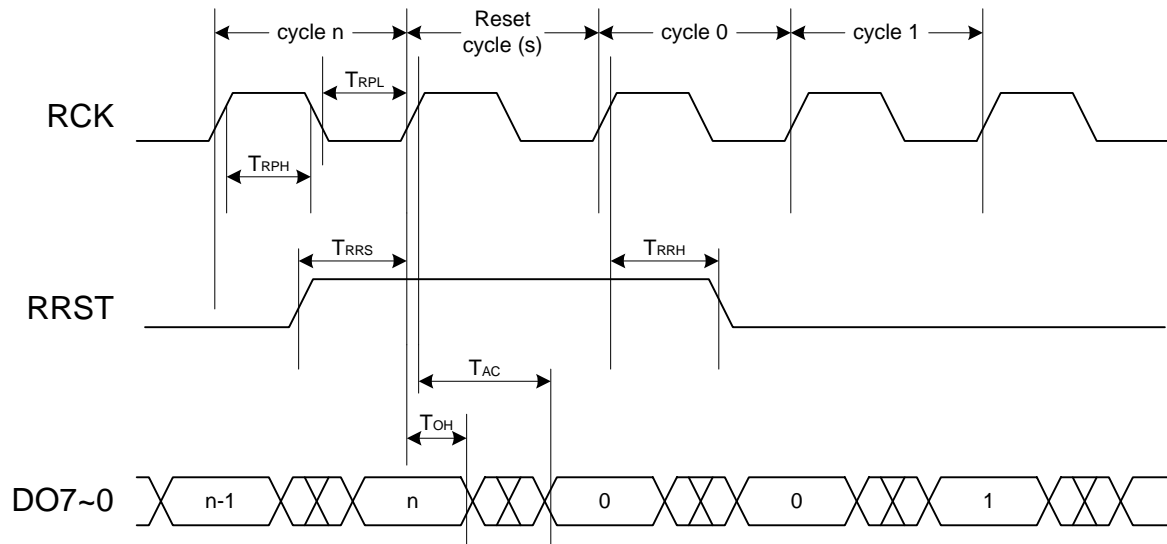 cycle n
Reset
cycle (s)
cycle 0
cycle 1
TRPL
RCK
TRPH
TRRS
TRRH
RRST
TAC
TOH
DO7~0
n-1
n
0
0
1